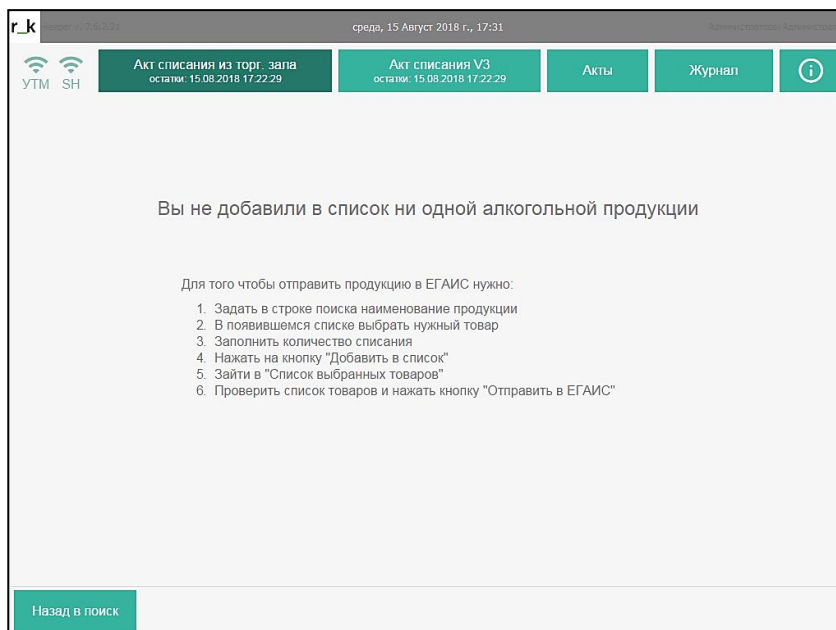 r_k
среда, 15 Август 2018 г., 17:31
УТМ SH
Акт списания из торг. зала
остатки: 15.08.2018 17:22:29
Акт списания V3
остатки: 15.08.2018 17:22:29
Акты
Журнал
Вы не добавили в список ни одной алкогольной продукции
Для того чтобы отправить продукцию в ЕГАИС нужно:
1. Задать в строке поиска наименование продукции
2. В появившемся списке выбрать нужный товар
3. Заполнить количество списания
4. Нажать на кнопку "Добавить в список"
5. Зайти в "Список выбранных товаров"
6. Проверить список товаров и нажать кнопку "Отправить в ЕГАИС"
Назад в поиск